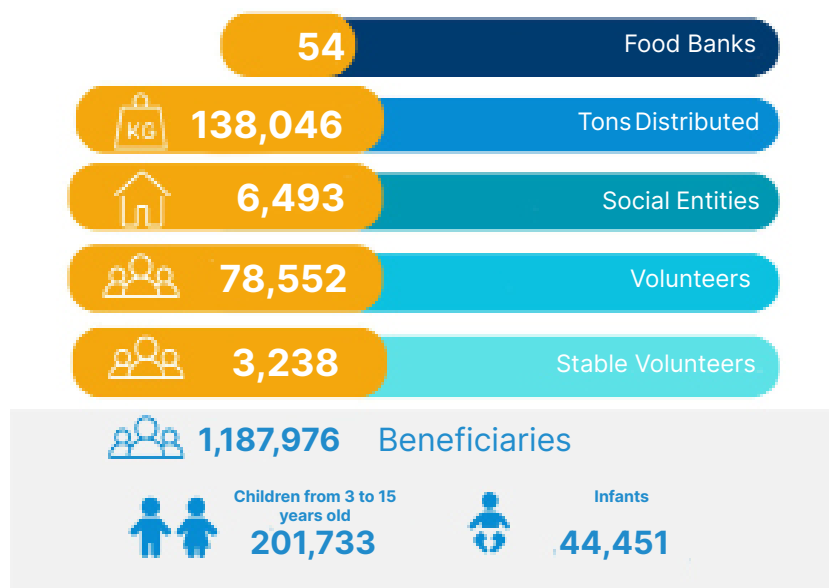 54 Food Banks
KG 138,046 Tons Distributed
6,493 Social Entities
78,552 Volunteers
3,238 Stable Volunteers
1,187,976 Beneficiaries
Children from 3 to 15
years old
201,733
Infants
44,451